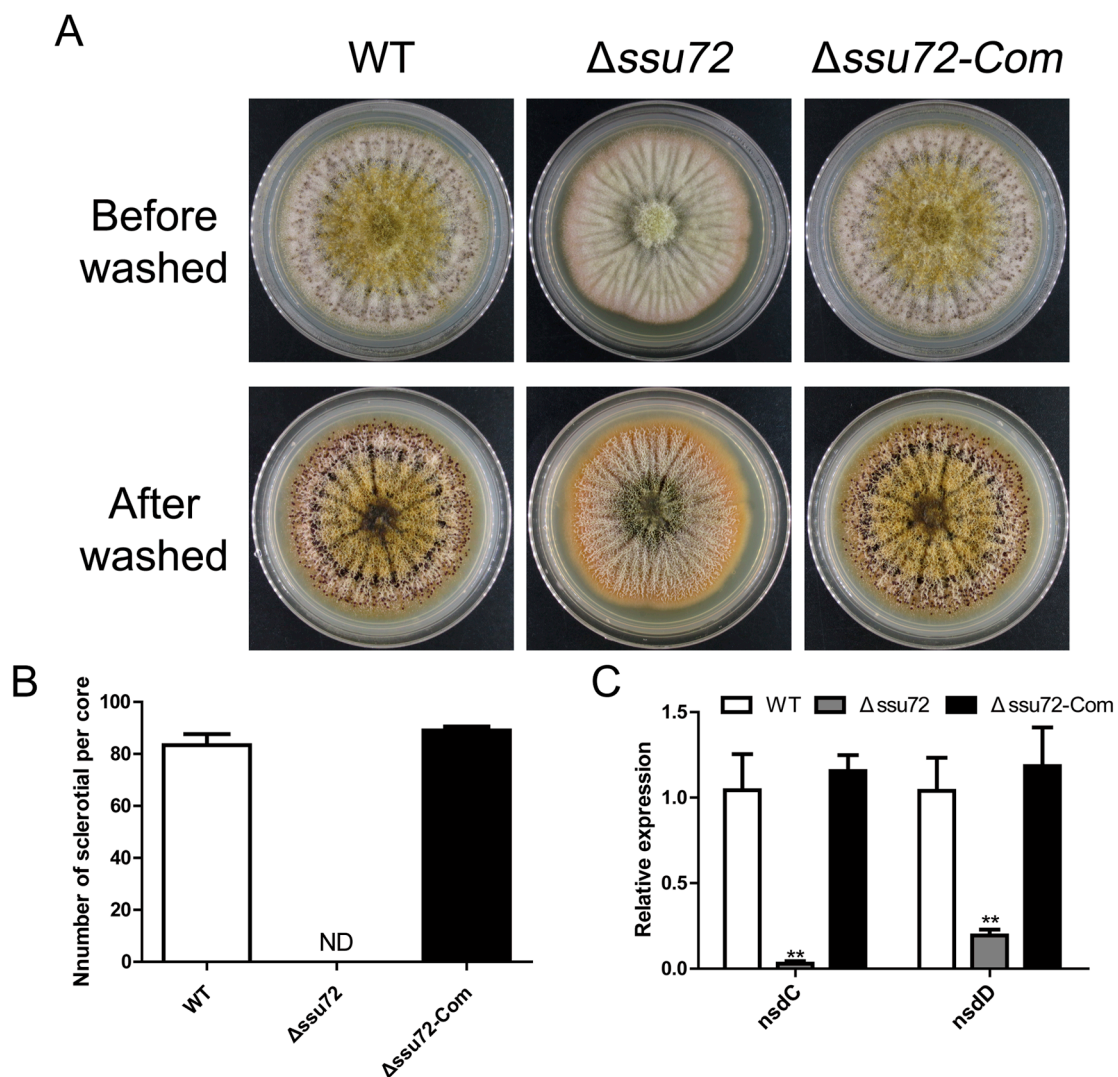 A
WT
Δssu72
Δssu72-Com
Before
washed
After
washed
B
Nnumber of sclerotial per core
100
80
60
40
20
0
ND
WT
Δssu72
Δssu72-Com
C
WT
Δssu72
Δssu72-Com
Relative expression
1.5
1.0
0.5
0.0
**
**
nsdC
nsdD